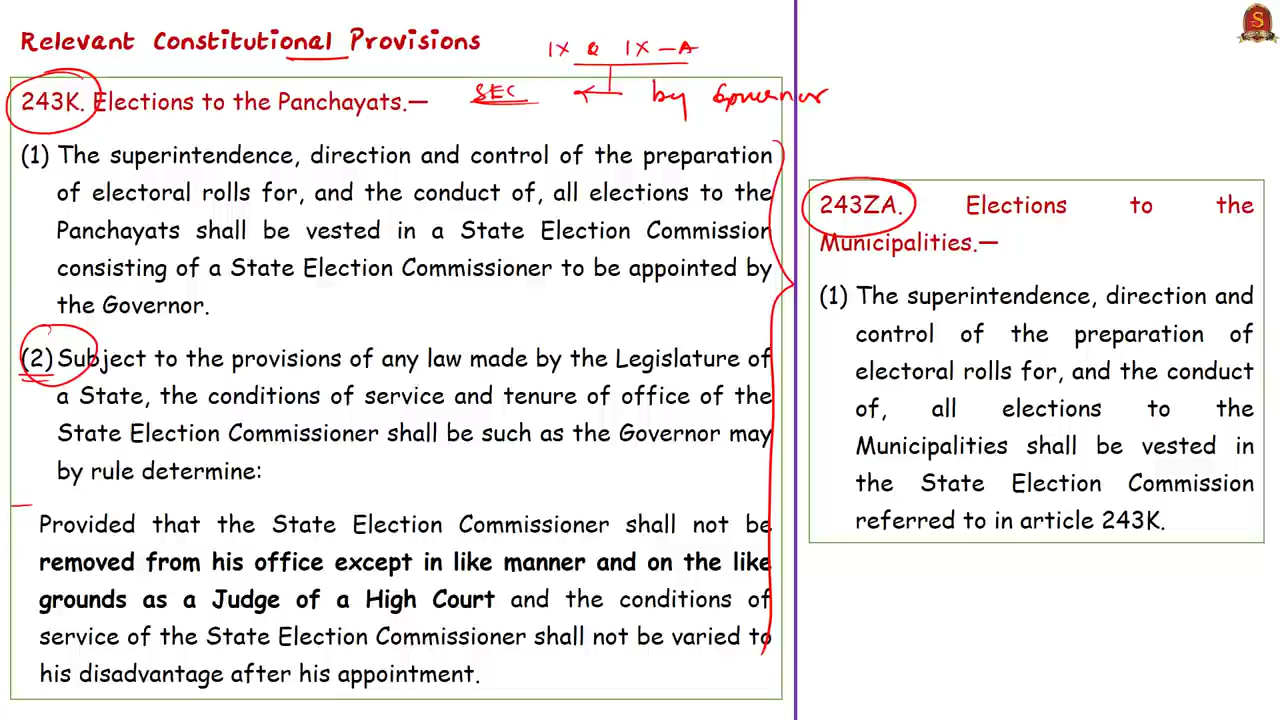 Relevant Constitutional Provisions
IX & IX-A
SEC ← by Governor
243K. Elections to the Panchayats.—
(1) The superintendence, direction and control of the preparation
of electoral rolls for, and the conduct of, all elections to the
Panchayats shall be vested in a State Election Commission
consisting of a State Election Commissioner to be appointed by
the Governor.
(2) Subject to the provisions of any law made by the Legislature of
a State, the conditions of service and tenure of office of the
State Election Commissioner shall be such as the Governor may
by rule determine:
Provided that the State Election Commissioner shall not be
removed from his office except in like manner and on the like
grounds as a Judge of a High Court and the conditions of
service of the State Election Commissioner shall not be varied to
his disadvantage after his appointment.
243ZA. Elections to the
Municipalities.—
(1) The superintendence, direction and
control of the preparation of
electoral rolls for, and the conduct
of, all elections to the
Municipalities shall be vested in
the State Election Commission
referred to in article 243K.
S